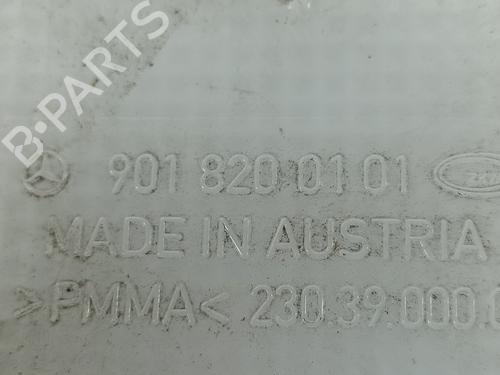 B-PARTS
901 820 01 01
MADE IN AUSTRIA
>PMMA< 230.39.000.